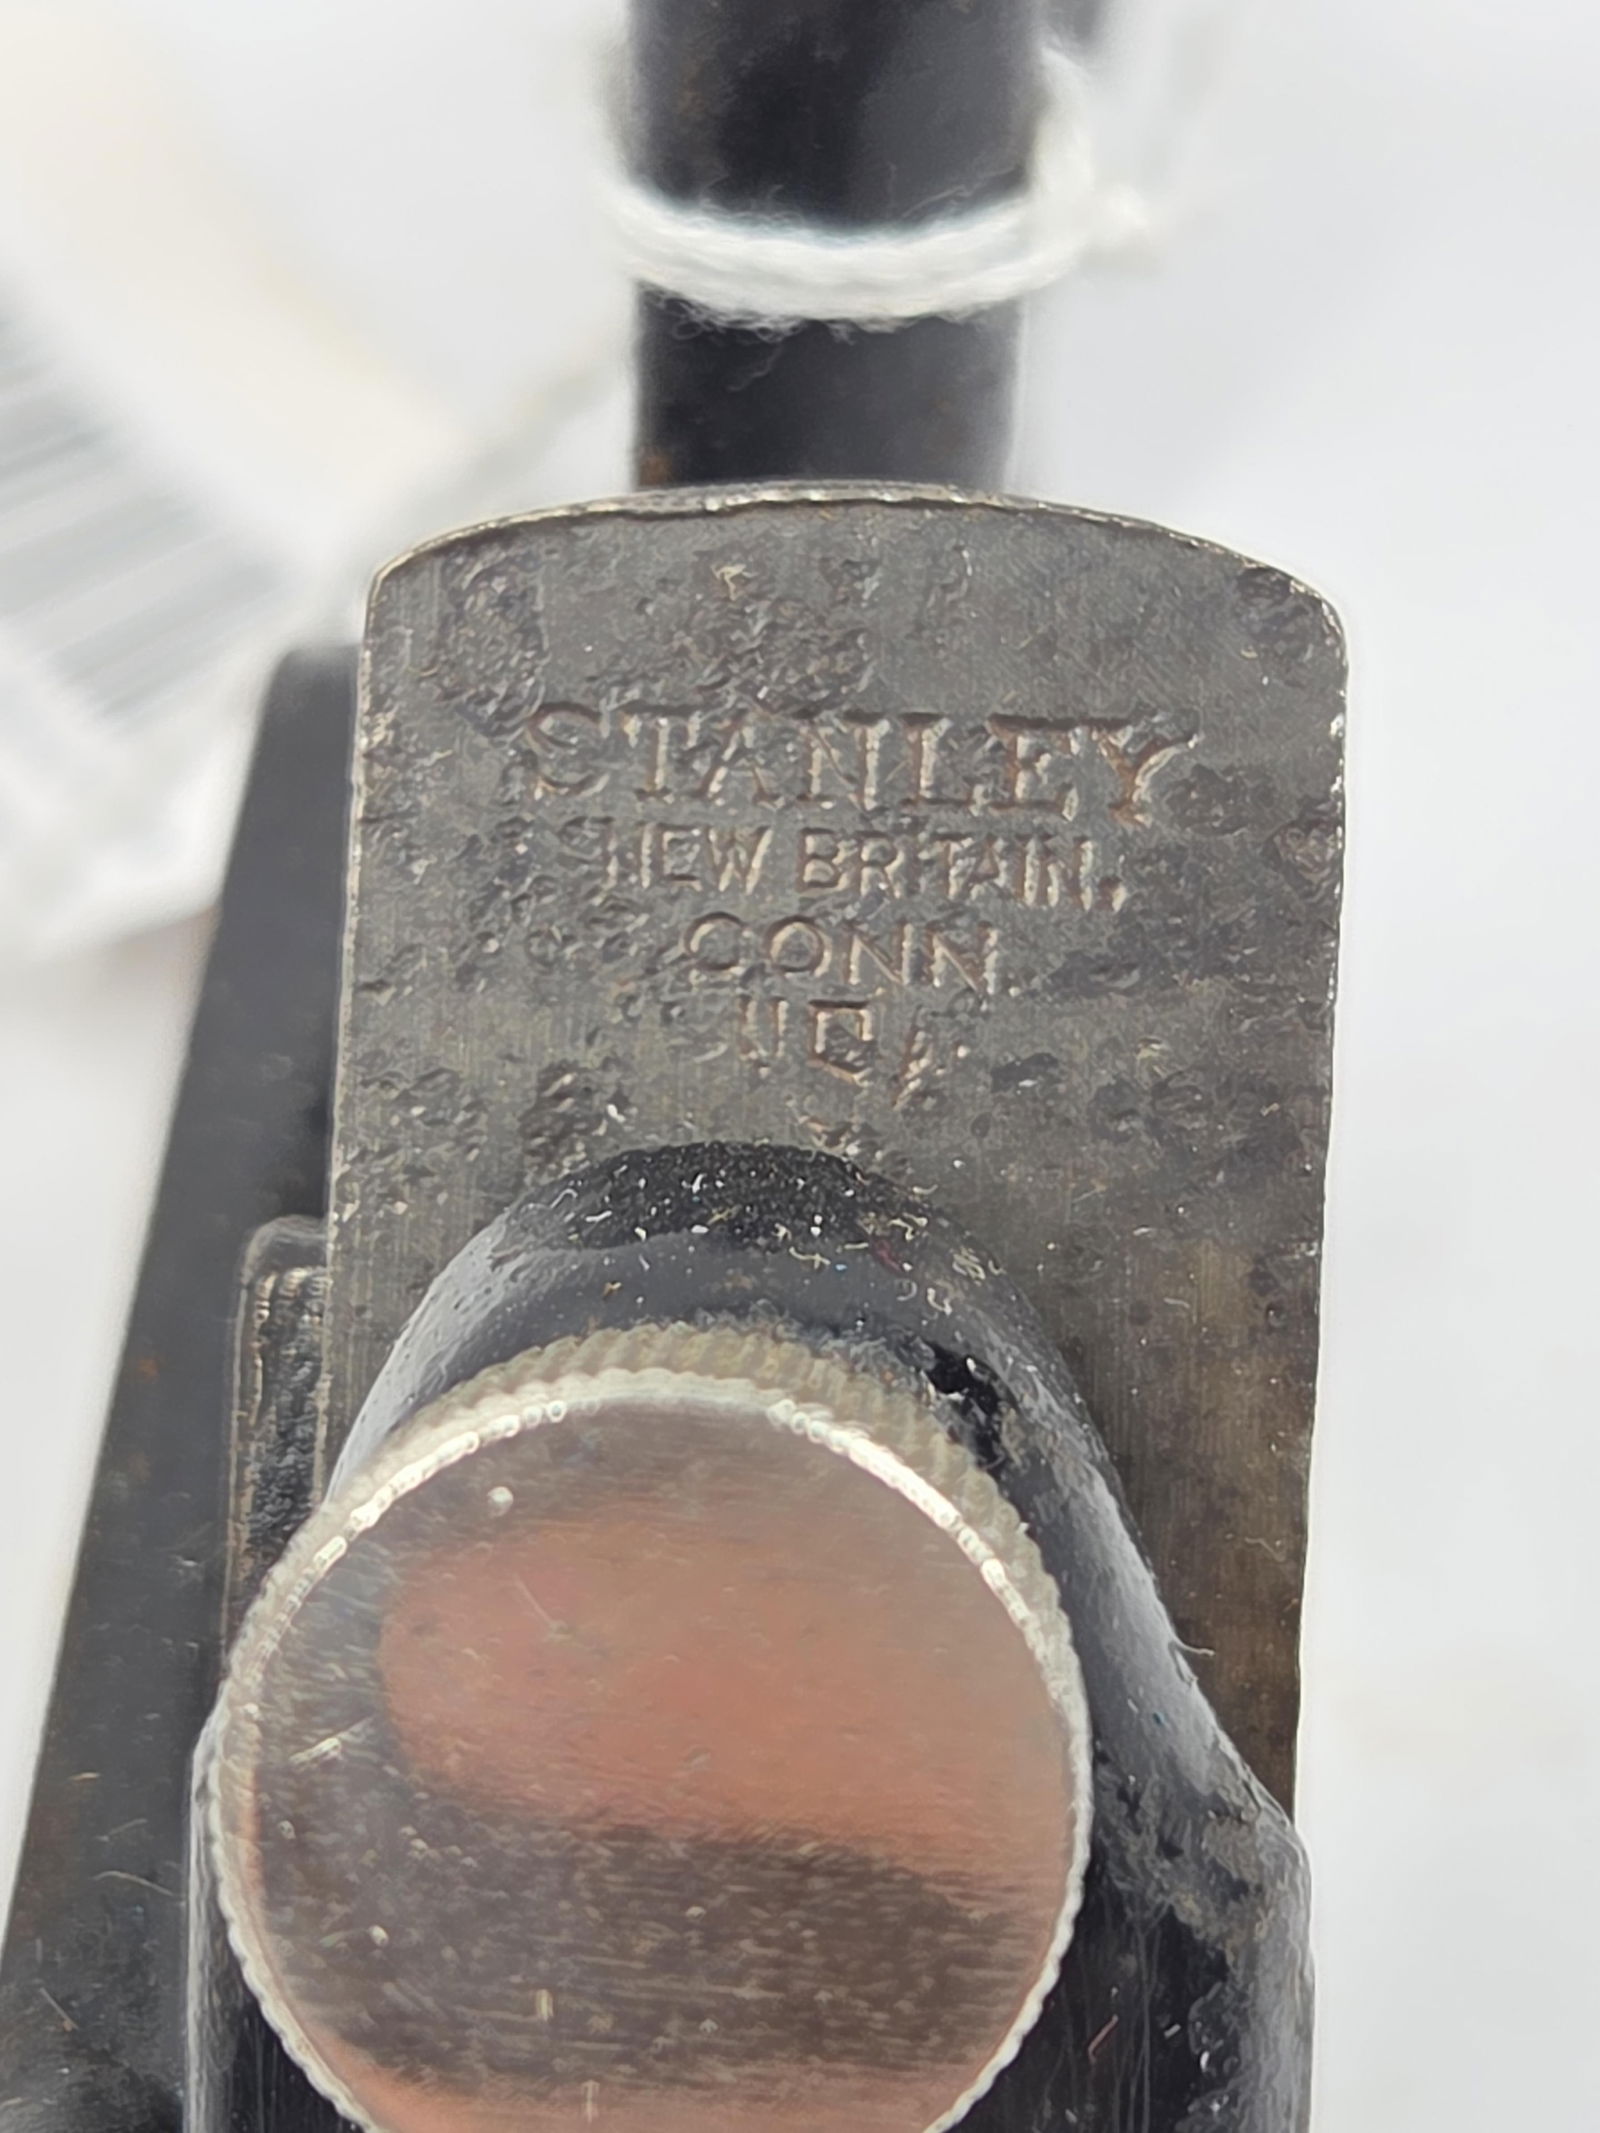 STANLEY
NEW BRITAIN,
CONN.